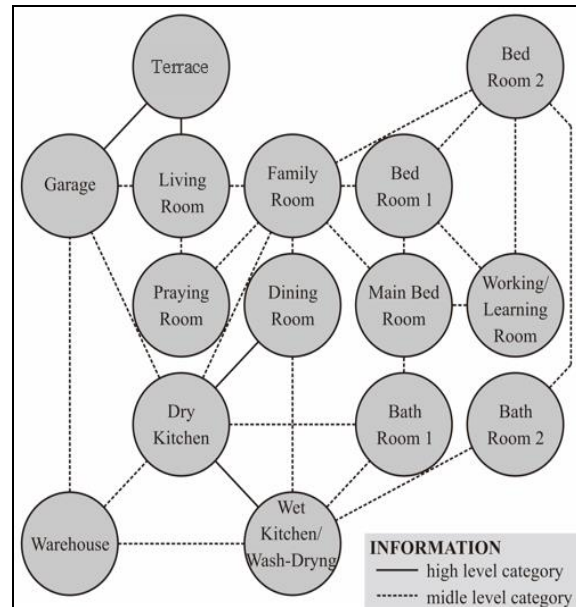 Terrace
Bed
Room 2
Garage
Living
Room
Family
Room
Bed
Room 1
Praying
Room
Dining
Room
Main Bed
Room
Working/
Learning
Room
Dry
Kitchen
Bath
Room 1
Bath
Room 2
Warehouse
Wet
Kitchen/
Wash-Dryng
INFORMATION
high level category
midle level category